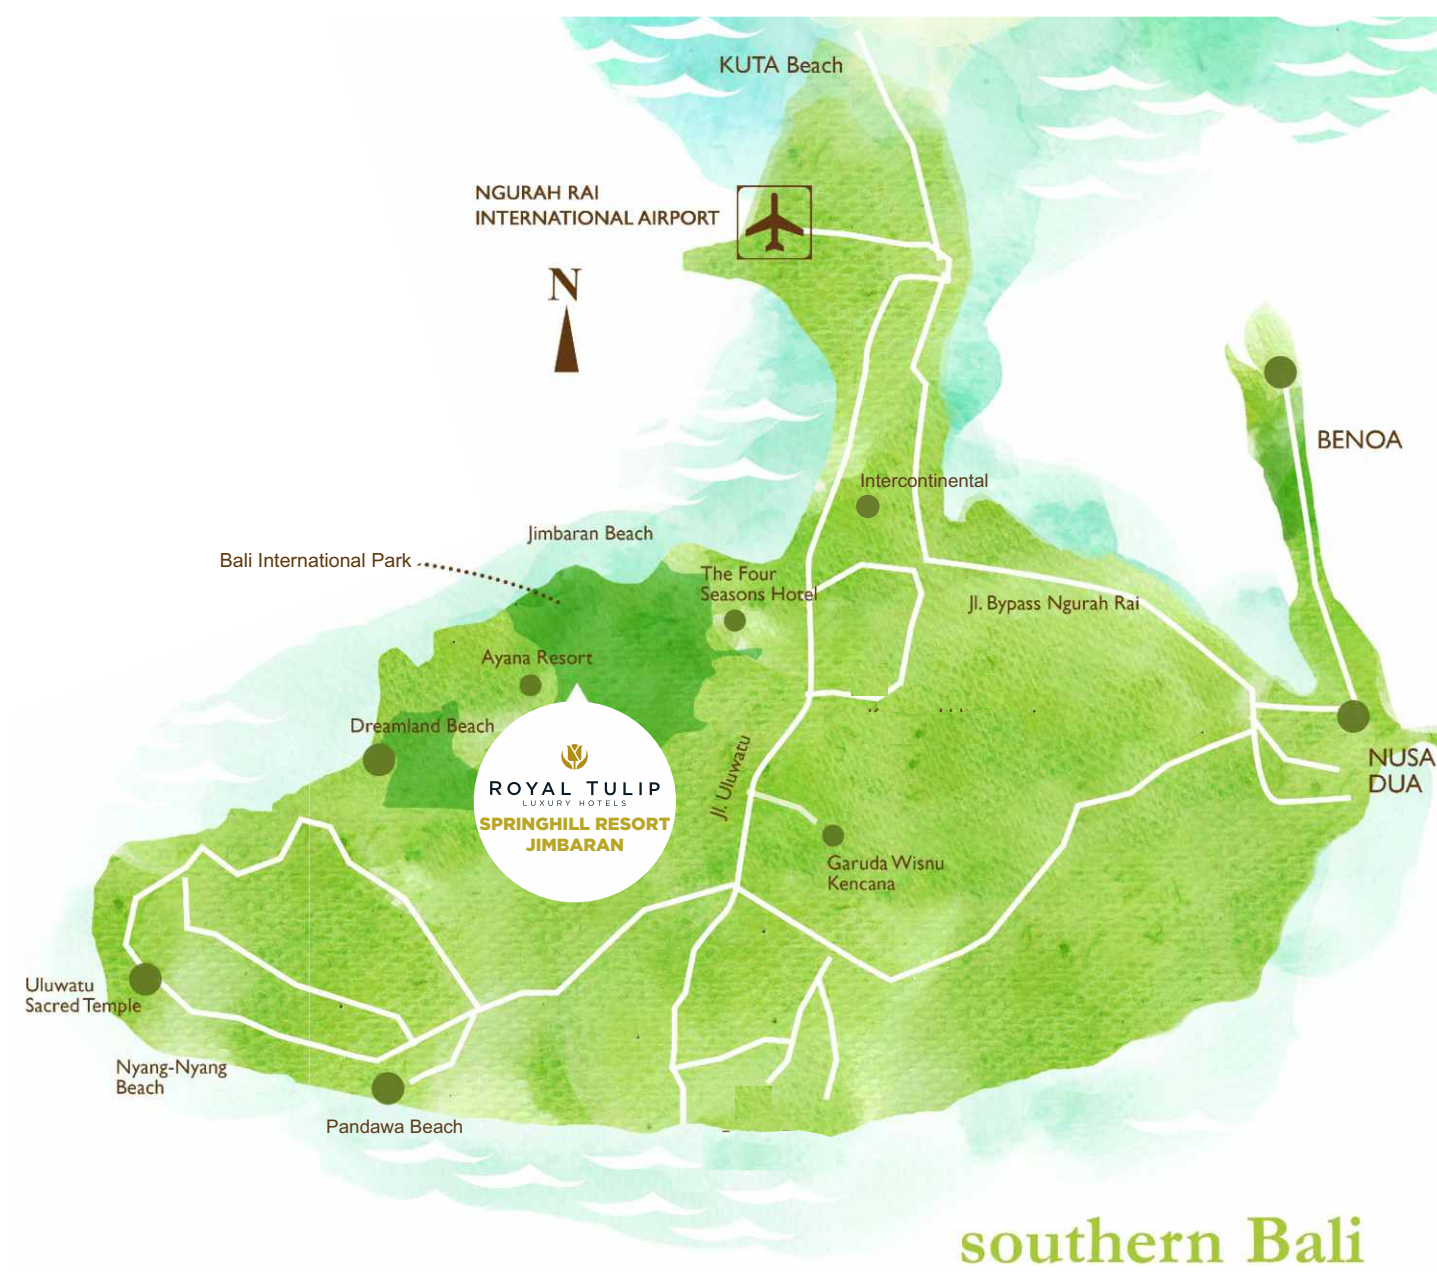 KUTA Beach
NGURAH RAI
INTERNATIONAL AIRPORT
N
BENOA
Intercontinental
Jimbaran Beach
Bali International Park
The Four
Seasons Hotel
Jl. Bypass Ngurah Rai
Ayana Resort
Dreamland Beach
ROYAL TULIP
LUXURY HOTELS
SPRINGHILL RESORT
JIMBARAN
Jl. Uluwatu
NUSA
DUA
Garuda Wisnu
Kencana
Uluwatu
Sacred Temple
Nyang-Nyang
Beach
Pandawa Beach
southern Bali